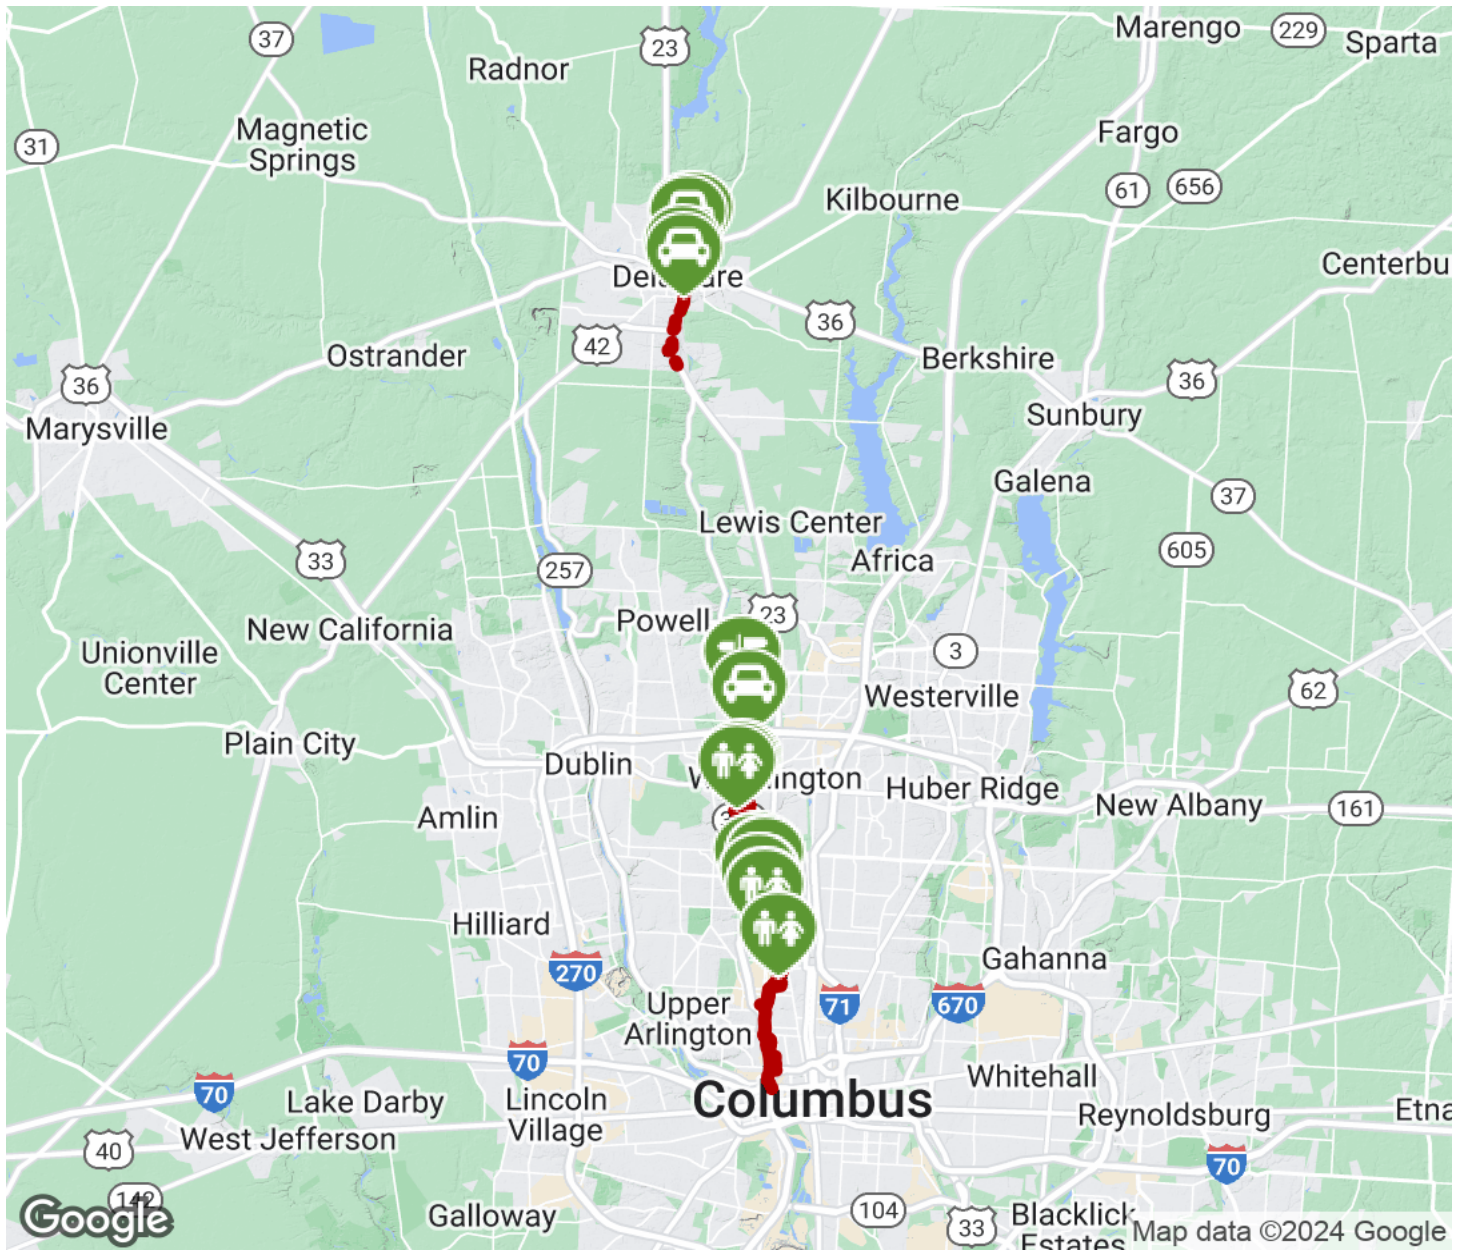 37
23
Radnor
Marengo
229
Sparta
31
Magnetic
Springs
Fargo
61
656
Kilbourne
Centerbu
Delaware
36
42
Ostrander
Berkshire
36
36
Marysville
Sunbury
Galena
37
Lewis Center
605
33
257
Africa
Powell
23
New California
Unionville
Center
3
62
Westerville
Plain City
Dublin
Worthington
Huber Ridge
New Albany
161
Amlin
Hilliard
Gahanna
270
Upper
Arlington
71
670
70
70
Whitehall
Lake Darby
Lincoln
Village
Columbus
Reynoldsburg
Etna
40
West Jefferson
70
142
Google
Galloway
104
33
Blacklick
Estates
Map data ©2024 Google